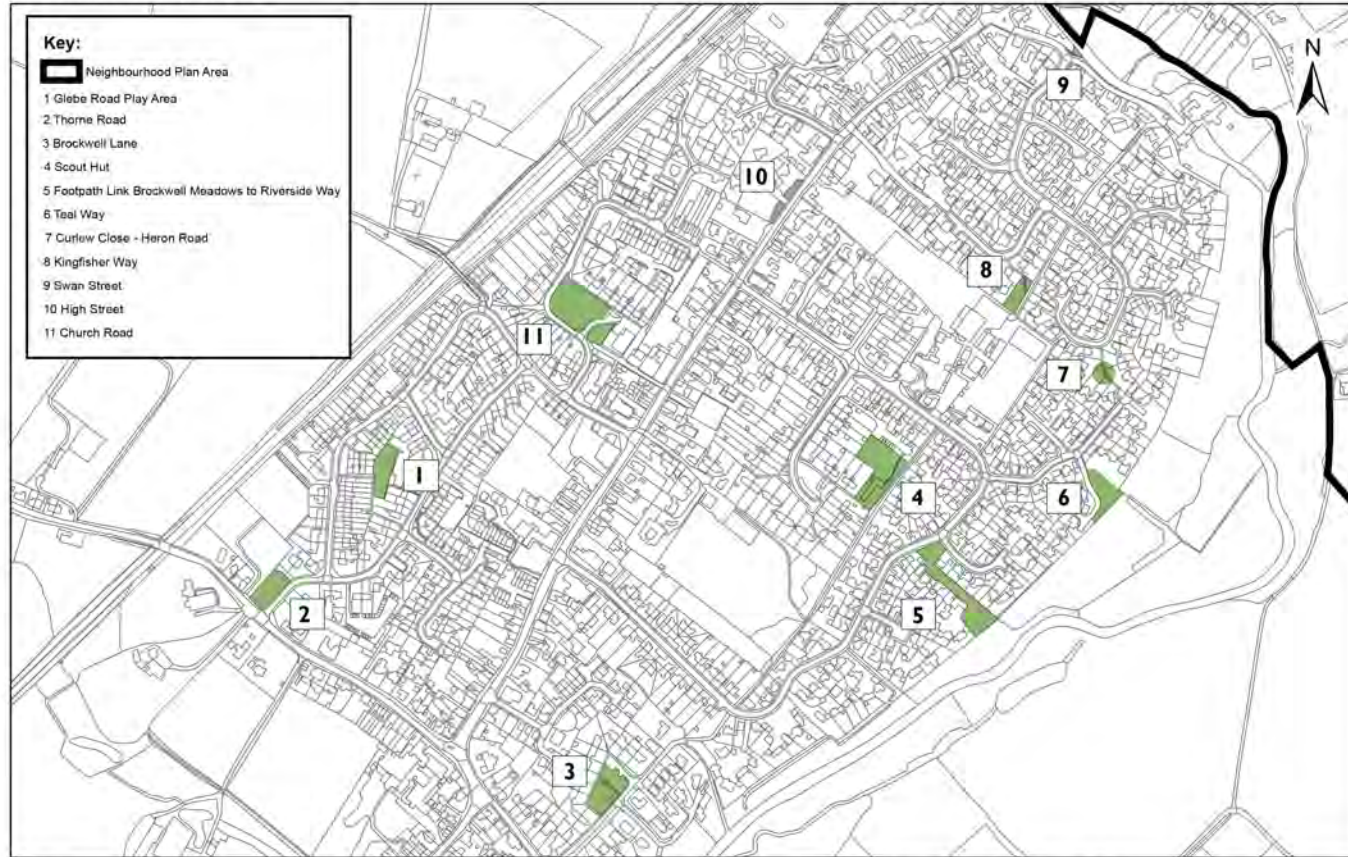 Key:
Neighbourhood Plan Area
1 Glebe Road Play Area
2 Thorne Road
3 Brockwell Lane
4 Scout Hut
5 Footpath Link Brockwell Meadows to Riverside Way
6 Teal Way
7 Curlew Close - Heron Road
8 Kingfisher Way
9 Swan Street
10 High Street
11 Church Road
N
9
10
8
11
7
1
4
6
2
5
3